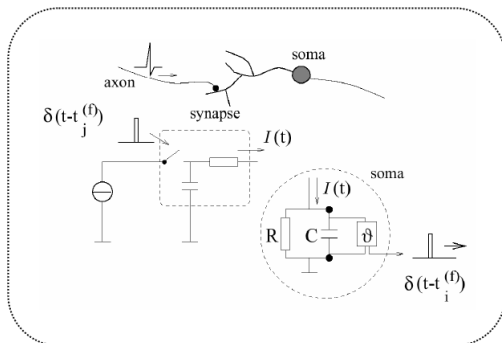 soma
axon
synapse
δ(t-t_j^(f))
I(t)
soma
I(t)
R
C
ϑ
δ(t-t_i^(f))